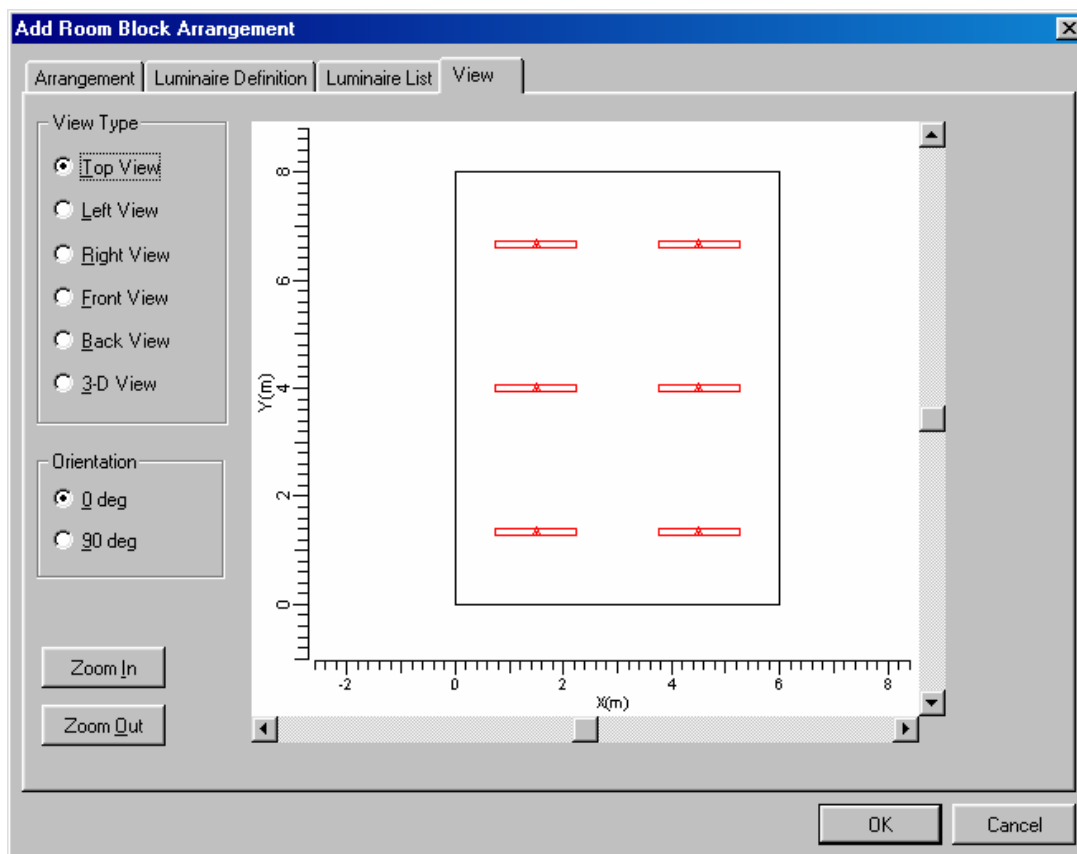 Add Room Block Arrangement
Arrangement Luminaire Definition Luminaire List View
View Type
Top View
Left View
Right View
Front View
Back View
3-D View
Orientation
0 deg
90 deg
Zoom In
Zoom Out
8
6
4
2
0
Y(m)
-2 0 2 4 6 8
X(m)
OK Cancel